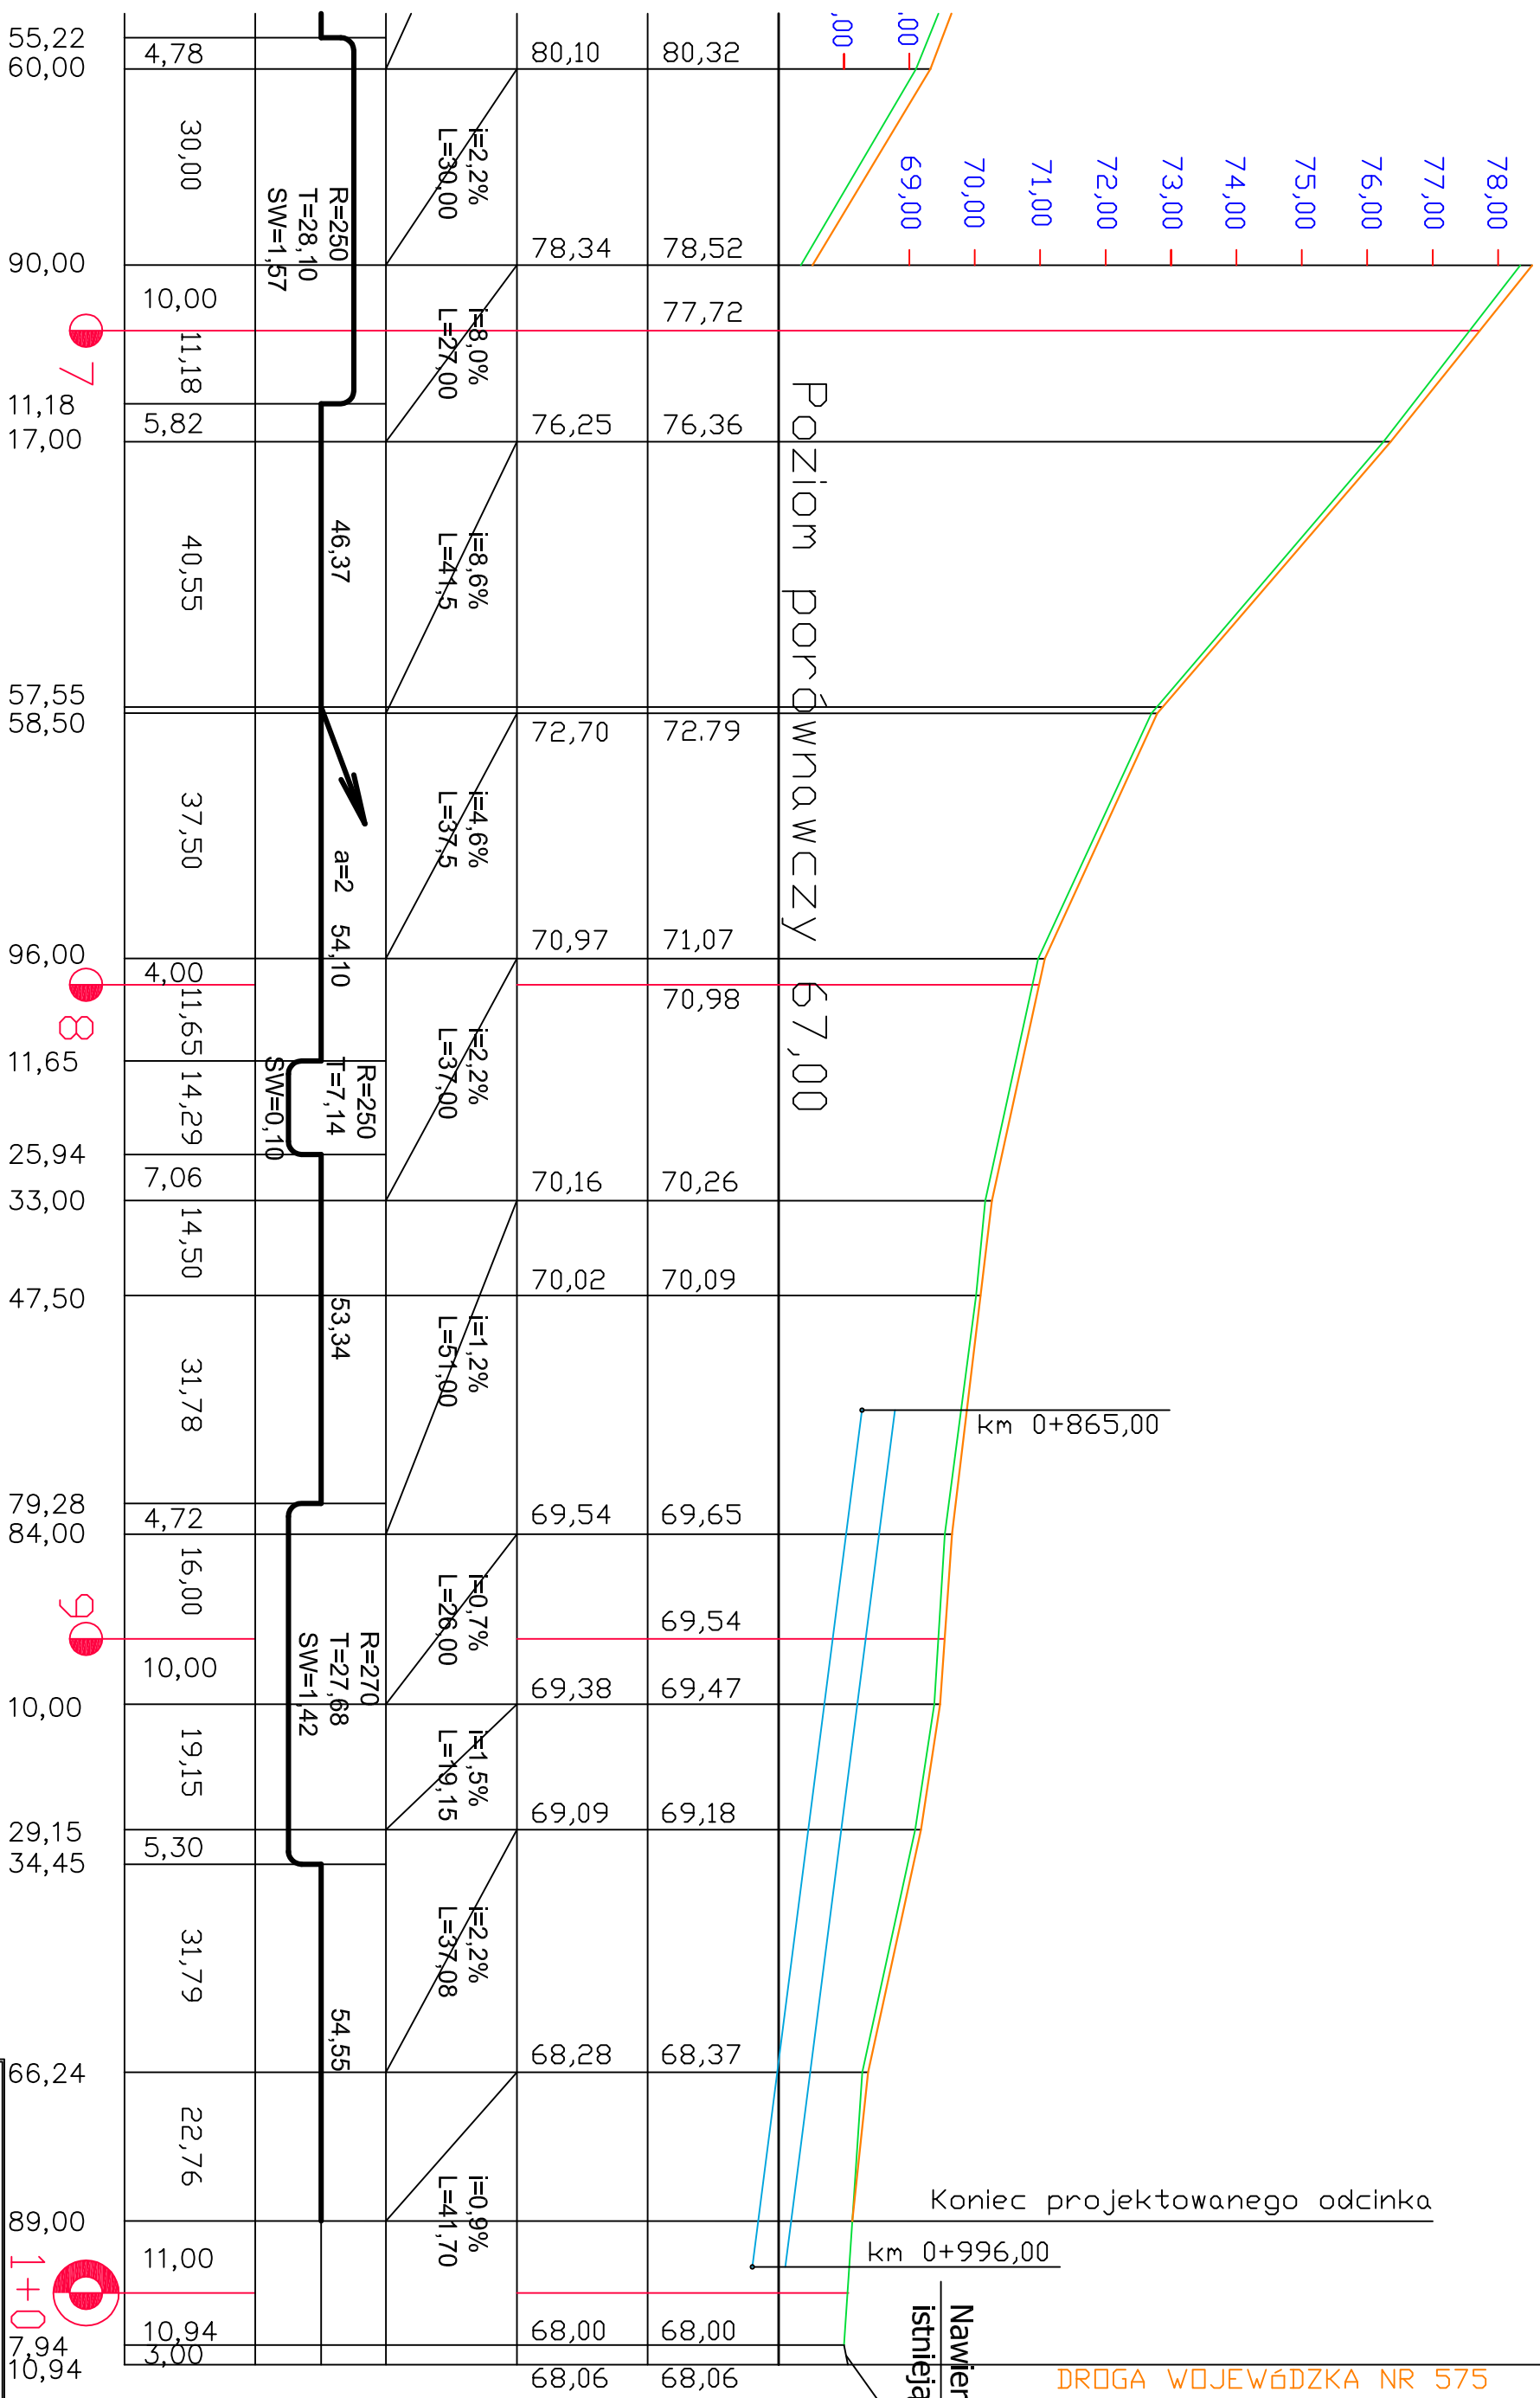 55,22
60,00
90,00
7
11,18
17,00
57,55
58,50
96,00
8
11,65
25,94
33,00
47,50
79,28
84,00
9
10,00
29,15
34,45
66,24
89,00
1+0
7,94
10,94
4,78
30,00
10,00
11,18
5,82
40,55
37,50
4,00
11,65
14,29
7,06
14,50
31,78
4,72
16,00
10,00
19,15
5,30
31,79
22,76
11,00
10,94
3,00
R=250
T=28,10
SW=1,57
46,37
a=2
54,10
R=250
T=7,14
SW=0,10
53,34
R=270
T=27,68
SW=1,42
54,55
i=2,2%
L=30,00
i=8,0%
L=27,00
i=8,6%
L=41,5
i=4,6%
L=37,5
i=2,2%
L=37,00
i=1,2%
L=51,00
i=0,7%
L=26,00
i=1,5%
L=19,15
i=2,2%
L=37,08
i=0,9%
L=41,70
80,10
78,34
76,25
72,70
70,97
70,16
70,02
69,54
69,38
69,09
68,28
68,00
68,06
80,32
78,52
77,72
76,36
72.79
71,07
70,98
70,26
70,09
69,65
69,54
69,47
69,18
68,37
68,00
68,06
Poziom porównawczy 67,00
,00
,00
78,00
77,00
76,00
75,00
74,00
73,00
72,00
71,00
70,00
69,00
km 0+865,00
Koniec projektowanego odcinka
km 0+996,00
Nawier
istnieją
DROGA WOJEWóDZKA NR 575